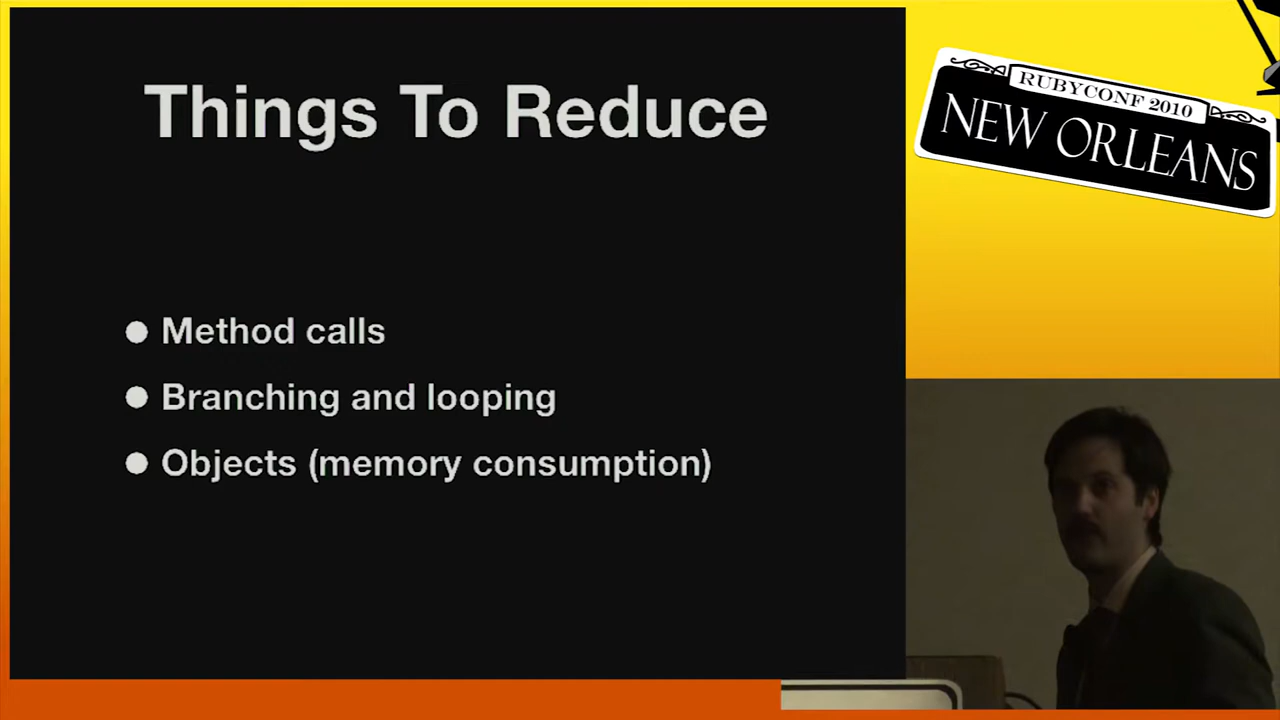 Things To Reduce
● Method calls
● Branching and looping
● Objects (memory consumption)
RUBYCONF 2010
NEW ORLEANS